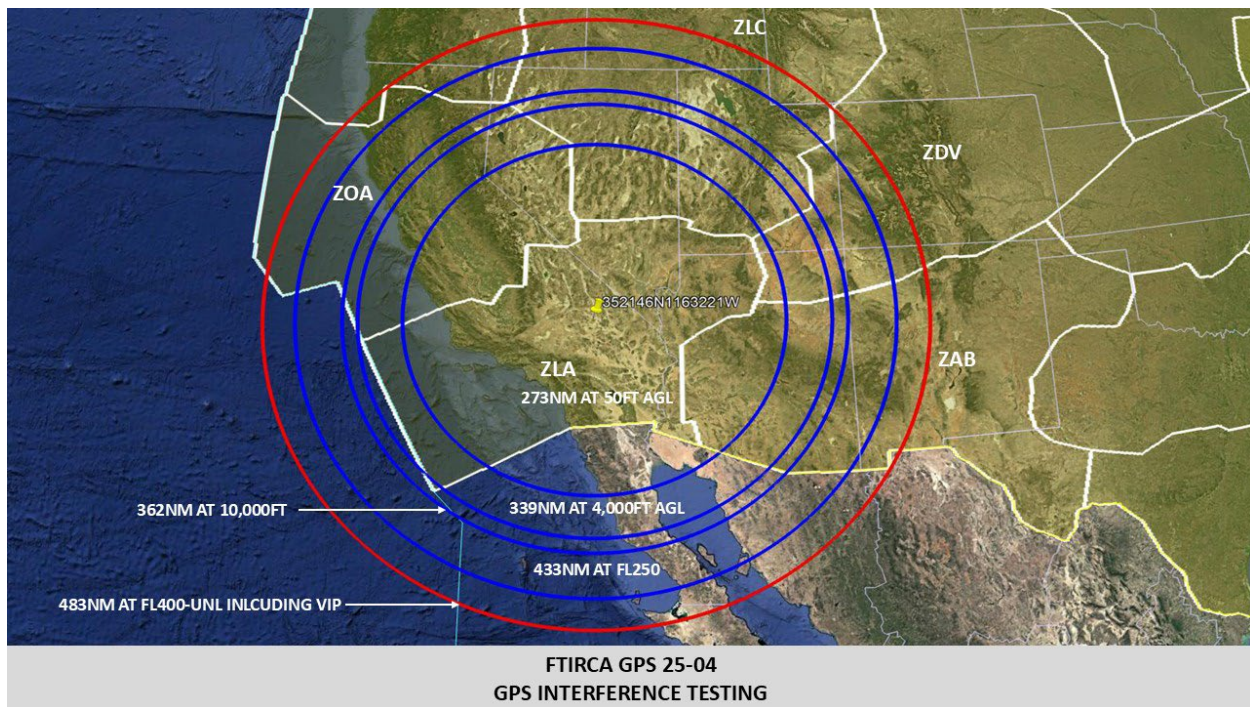 ZLC
ZDV
ZOA
352146N1163221W
ZLA
ZAB
273NM AT 50FT AGL
362NM AT 10,000FT
339NM AT 4,000FT AGL
433NM AT FL250
483NM AT FL400-UNL INLCUDING VIP
FTIRCA GPS 25-04
GPS INTERFERENCE TESTING